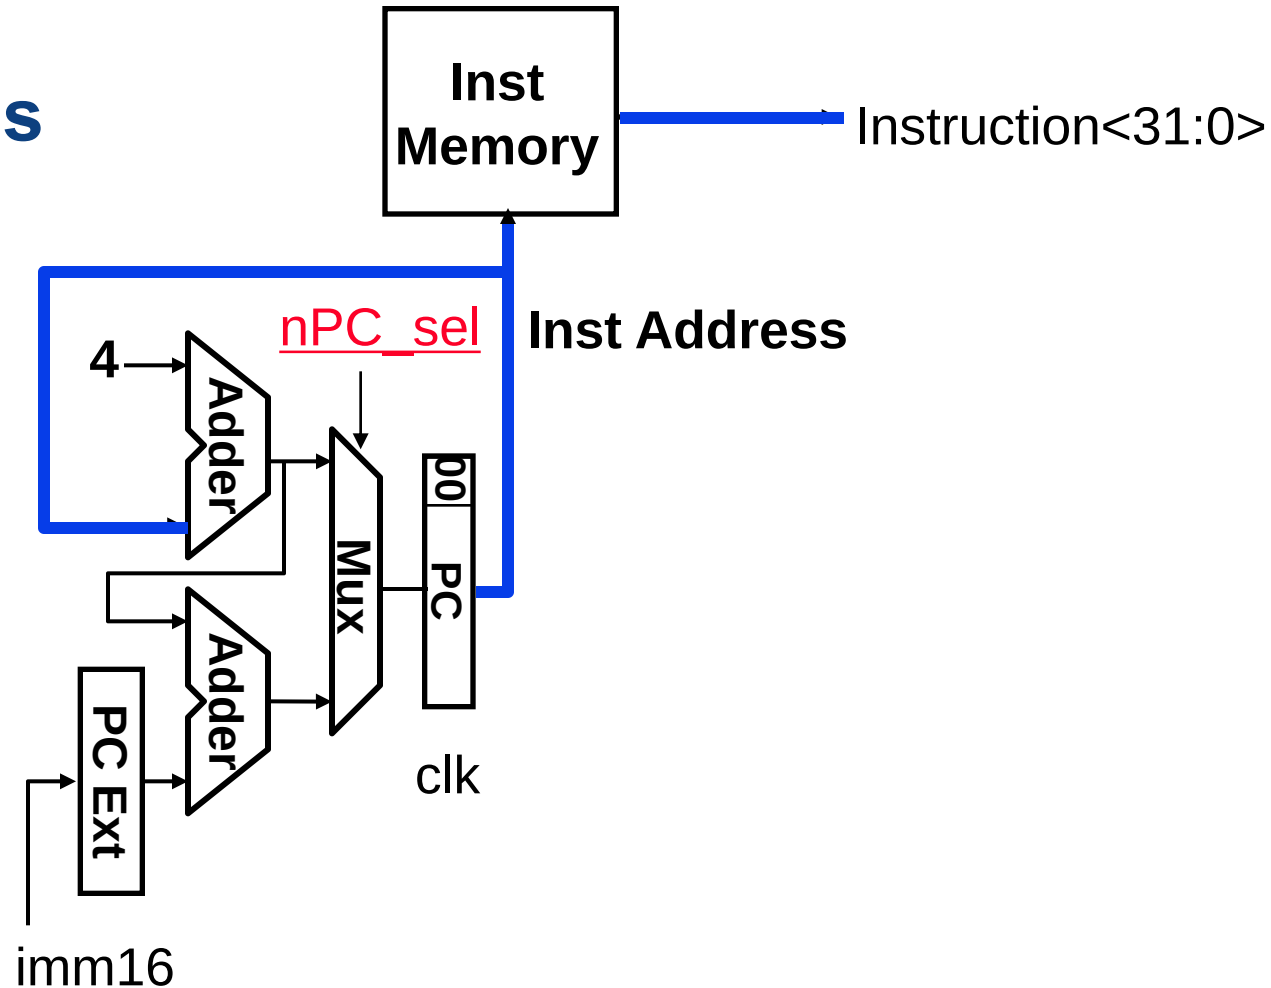 s
Inst
Memory
Instruction<31:0>
nPC_sel
Inst Address
4
Adder
00
PC
Mux
Adder
PC Ext
clk
imm16